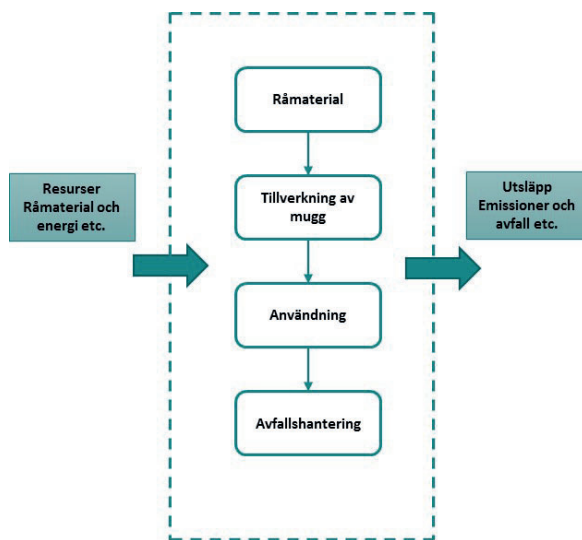 Råmaterial
Resurser
Råmaterial och
energi etc.
Tillverkning av
mugg
Utsläpp
Emissioner och
avfall etc.
Användning
Avfallshantering